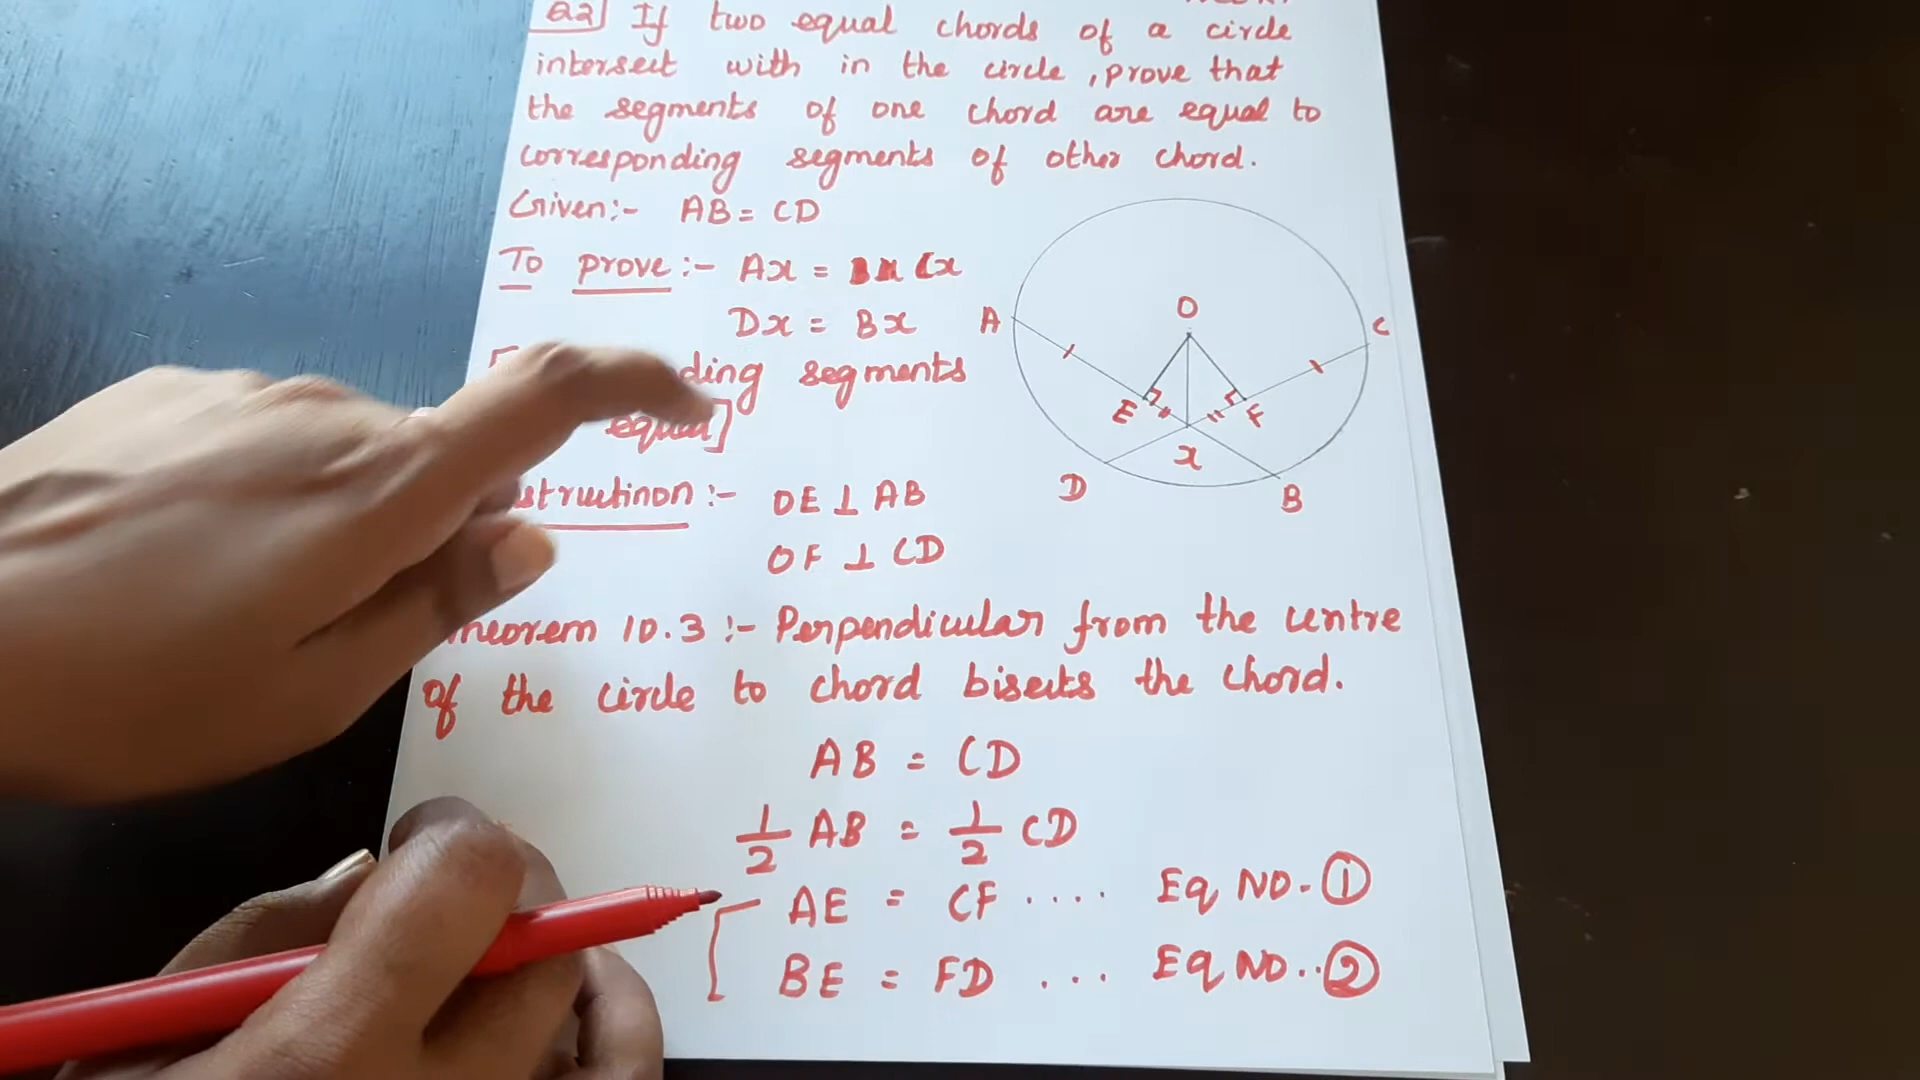 Q2] If two equal chords of a circle
intersect with in the circle, prove that
the segments of one chord are equal to
corresponding segments of other chord.
Given:- AB = CD
To prove:- Ax = Cx
Dx = Bx
ding segments
equal]
structinon:- OE ⊥ AB
OF ⊥ CD
Theorem 10.3:- Perpendicular from the centre
of the circle to chord bisects the chord.
AB = CD
1/2 AB = 1/2 CD
AE = CF .... Eq NO. ①
BE = FD ... Eq NO.. ②
O
A
C
E
F
x
D
B